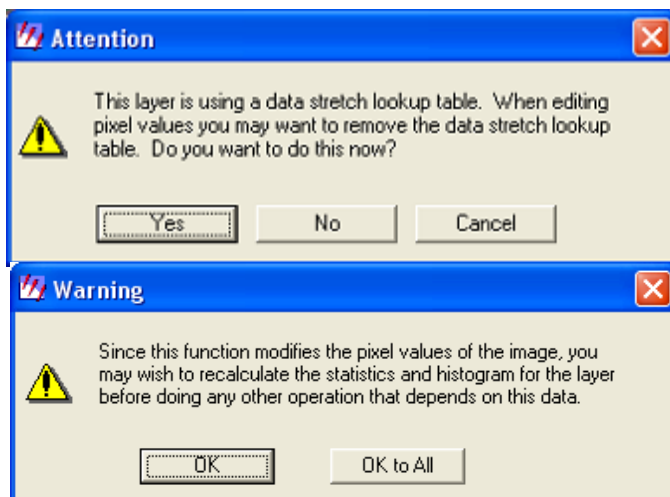 Attention
This layer is using a data stretch lookup table.  When editing
pixel values you may want to remove the data stretch lookup
table.  Do you want to do this now?
Yes No Cancel
Warning
Since this function modifies the pixel values of the image, you
may wish to recalculate the statistics and histogram for the layer
before doing any other operation that depends on this data.
OK OK to All